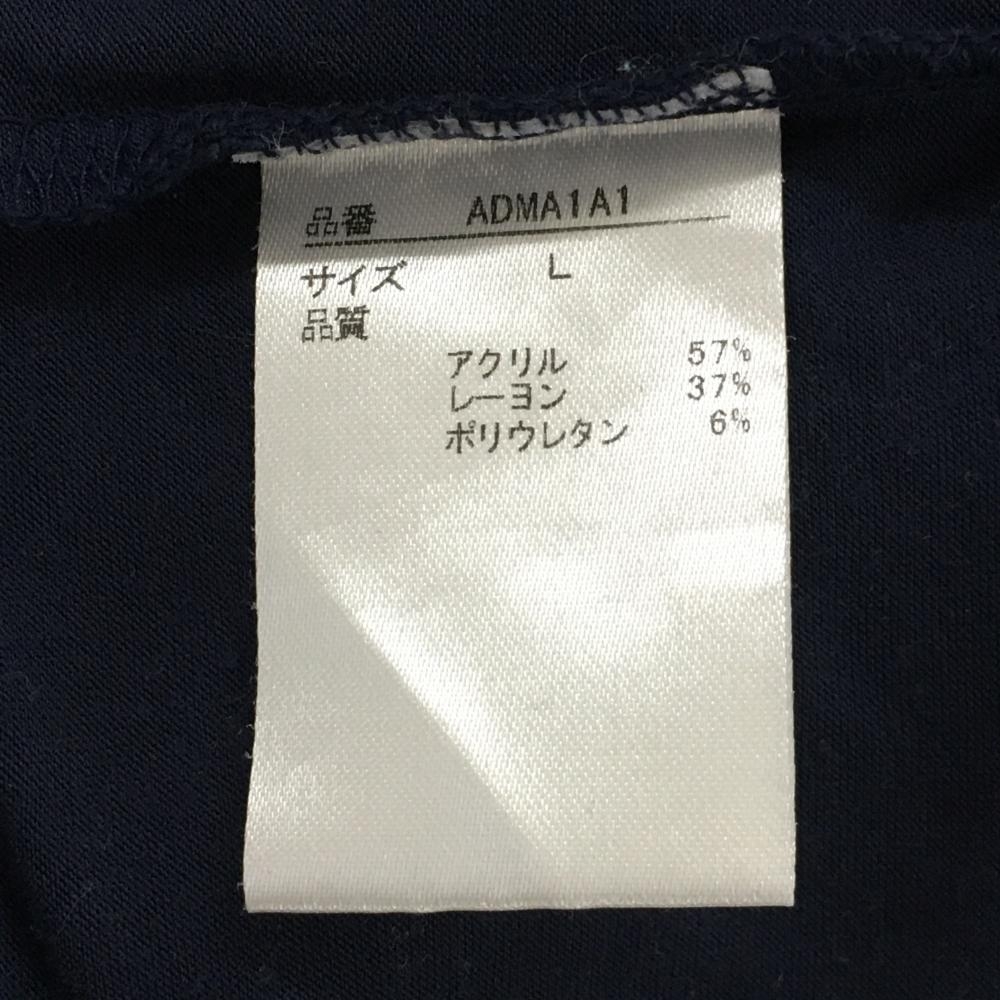 品番 ADMA1A1
サイズ L
品質
アクリル 57%
レーヨン 37%
ポリウレタン 6%